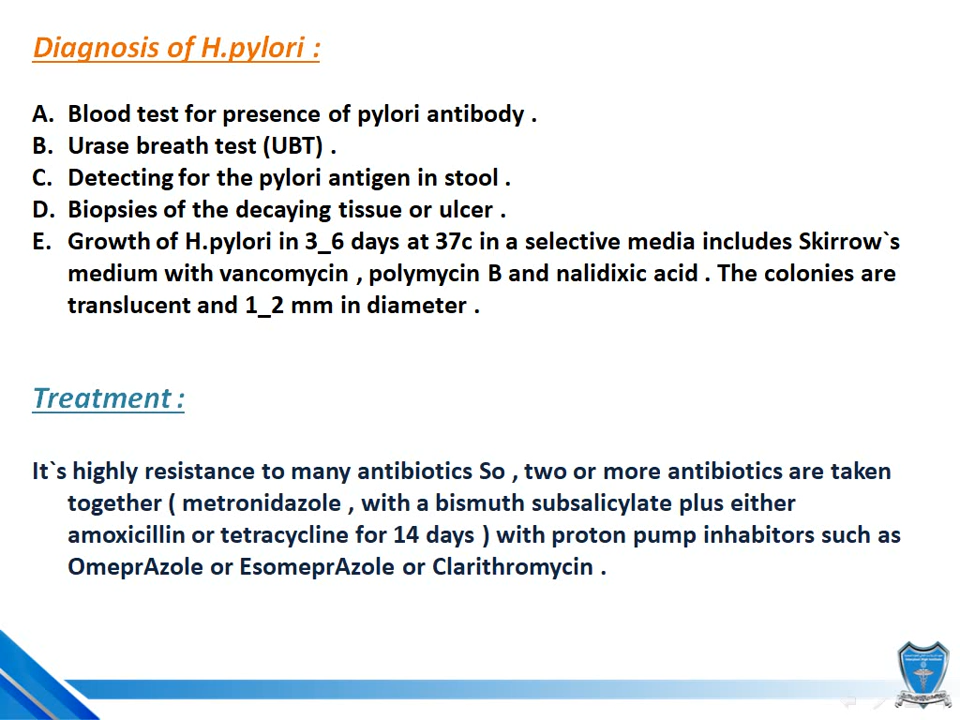 Diagnosis of H.pylori :
A. Blood test for presence of pylori antibody .
B. Urase breath test (UBT) .
C. Detecting for the pylori antigen in stool .
D. Biopsies of the decaying tissue or ulcer .
E. Growth of H.pylori in 3_6 days at 37c in a selective media includes Skirrow`s
medium with vancomycin , polymycin B and nalidixic acid . The colonies are
translucent and 1_2 mm in diameter .
Treatment :
It`s highly resistance to many antibiotics So , two or more antibiotics are taken
together ( metronidazole , with a bismuth subsalicylate plus either
amoxicillin or tetracycline for 14 days ) with proton pump inhabitors such as
OmeprAzole or EsomeprAzole or Clarithromycin .